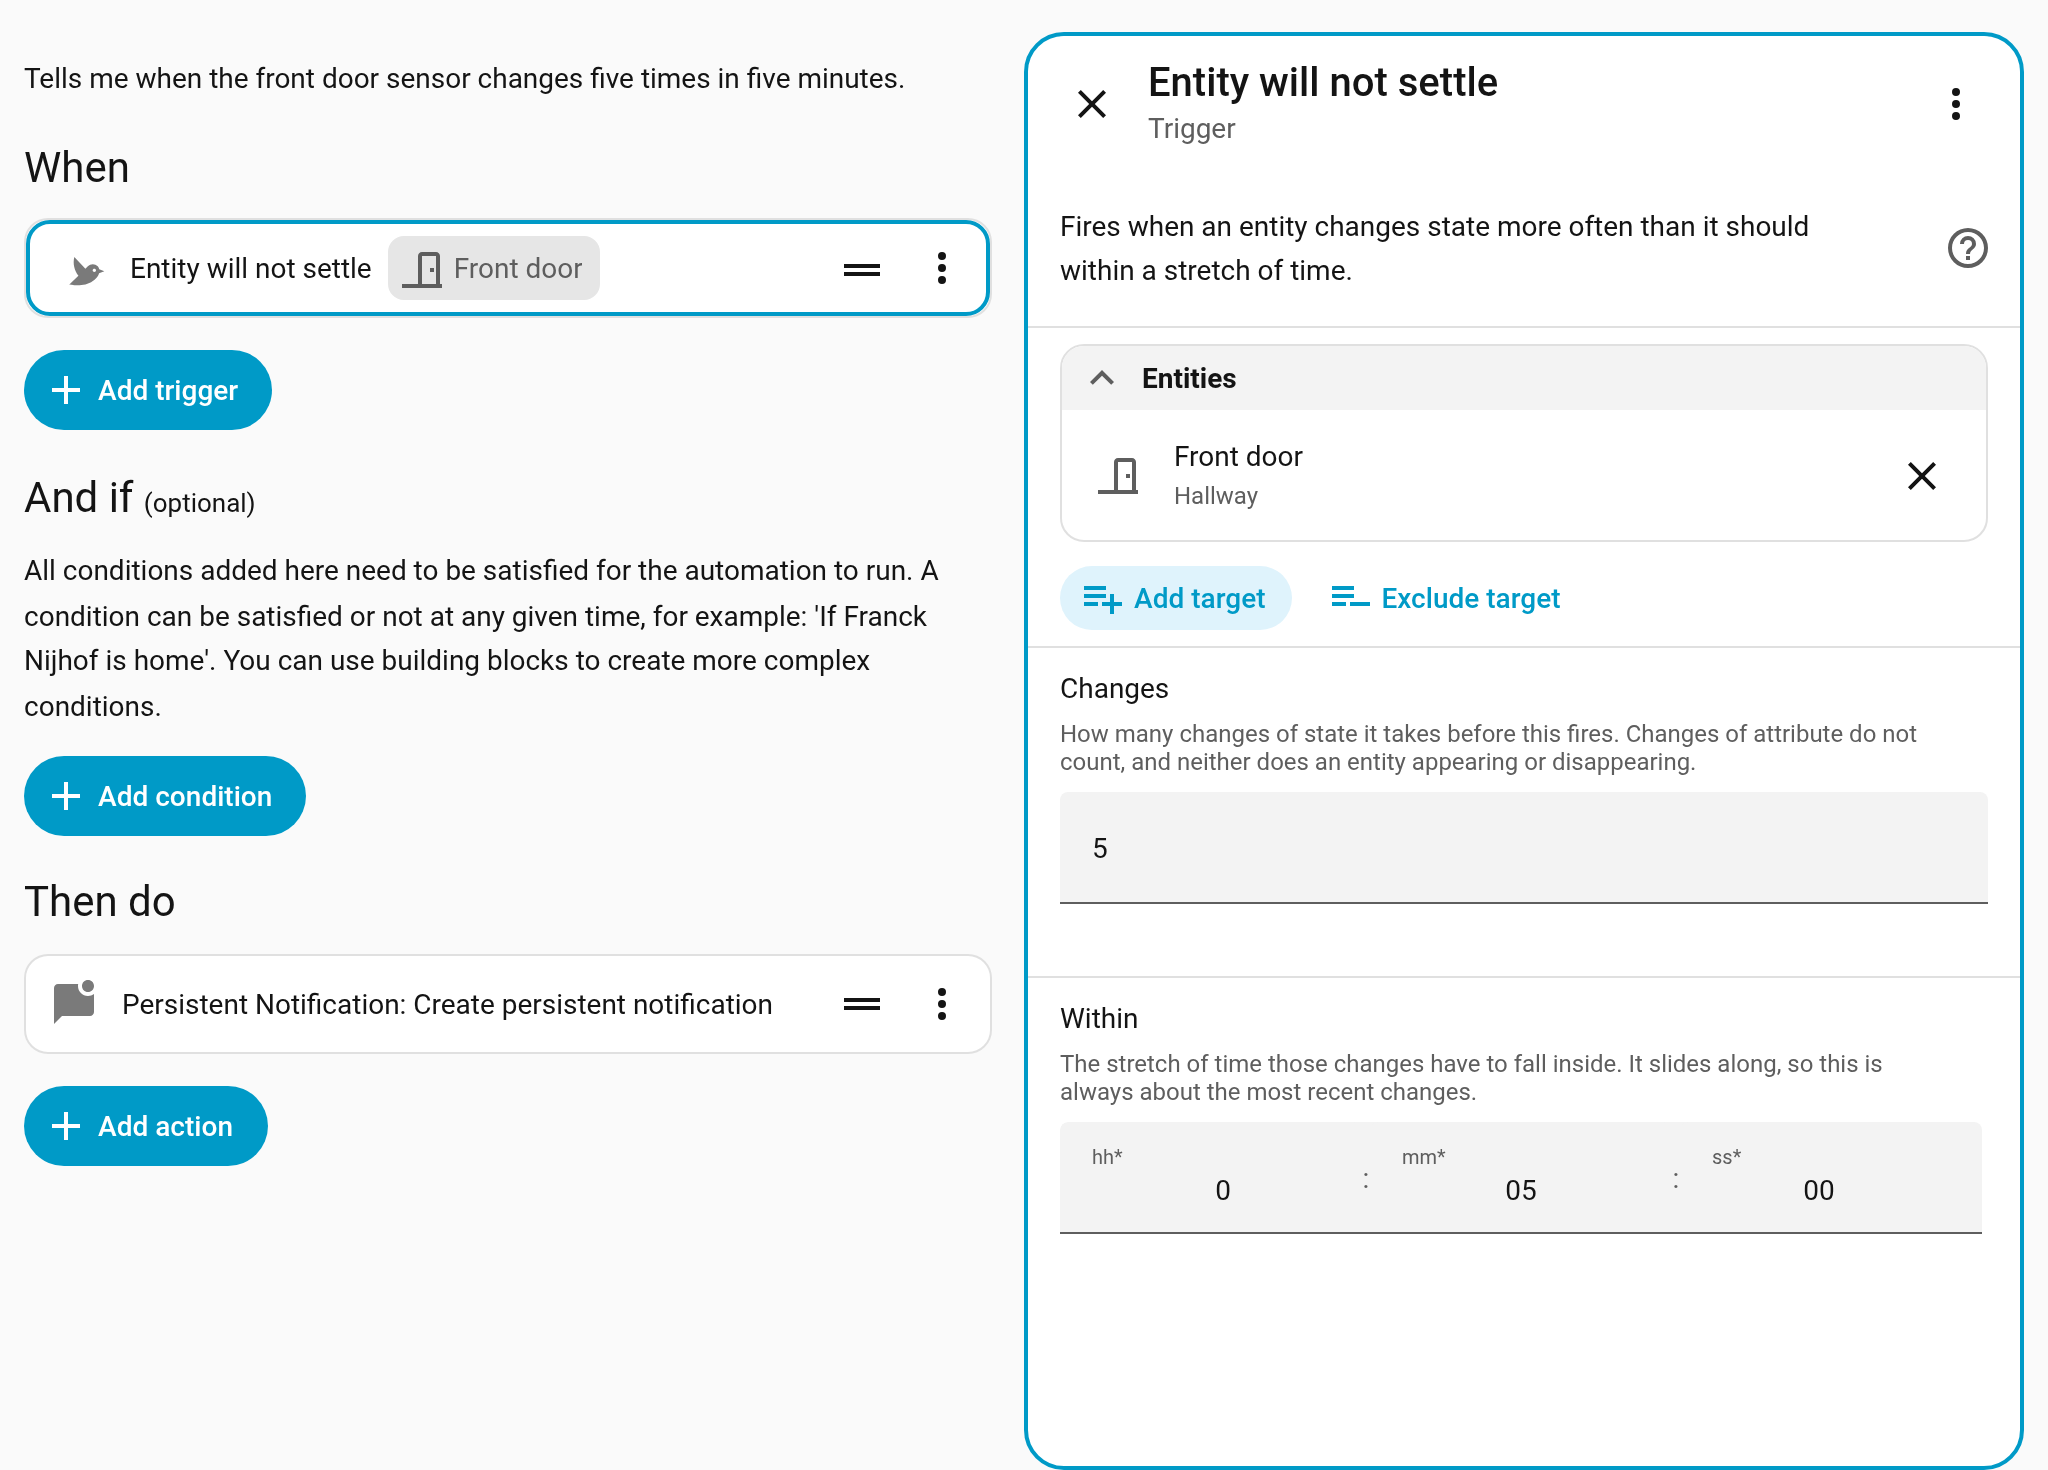 Tells me when the front door sensor changes five times in five minutes.
When
Entity will not settle Front door
Add trigger
And if (optional)
All conditions added here need to be satisfied for the automation to run. A
condition can be satisfied or not at any given time, for example: 'If Franck
Nijhof is home'. You can use building blocks to create more complex
conditions.
Add condition
Then do
Persistent Notification: Create persistent notification
Add action
Entity will not settle
Trigger
Fires when an entity changes state more often than it should
within a stretch of time.
Entities
Front door
Hallway
Add target Exclude target
Changes
How many changes of state it takes before this fires. Changes of attribute do not
count, and neither does an entity appearing or disappearing.
5
Within
The stretch of time those changes have to fall inside. It slides along, so this is
always about the most recent changes.
hh* mm* ss*
0 : 05 : 00